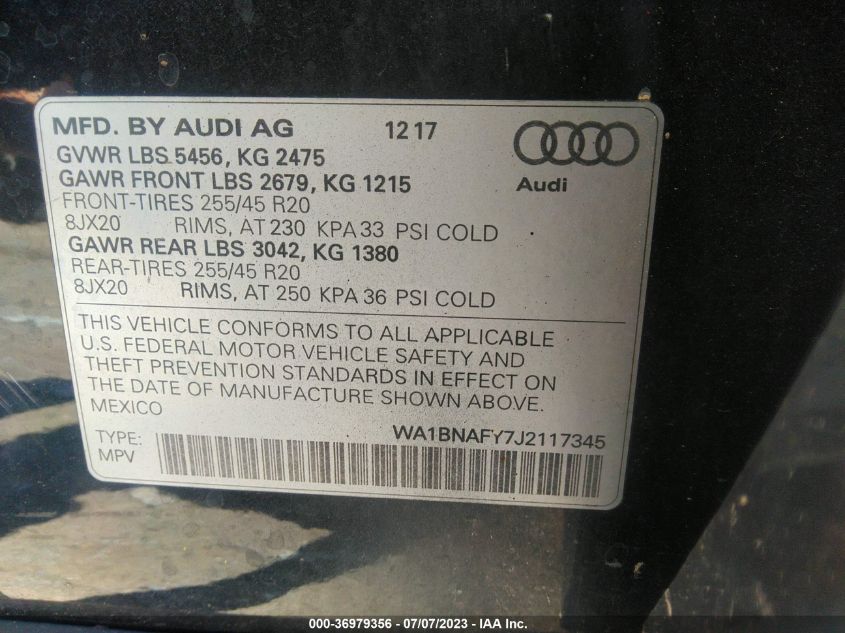 MFD. BY AUDI AG 12 17
GVWR LBS 5456, KG 2475
GAWR FRONT LBS 2679, KG 1215
FRONT-TIRES 255/45 R20
8JX20 RIMS, AT 230 KPA 33 PSI COLD
GAWR REAR LBS 3042, KG 1380
REAR-TIRES 255/45 R20
8JX20 RIMS, AT 250 KPA 36 PSI COLD
Audi
THIS VEHICLE CONFORMS TO ALL APPLICABLE
U.S. FEDERAL MOTOR VEHICLE SAFETY AND
THEFT PREVENTION STANDARDS IN EFFECT ON
THE DATE OF MANUFACTURE SHOWN ABOVE.
MEXICO
WA1BNAFY7J2117345
TYPE:
MPV
000-36979356 - 07/07/2023 - IAA Inc.